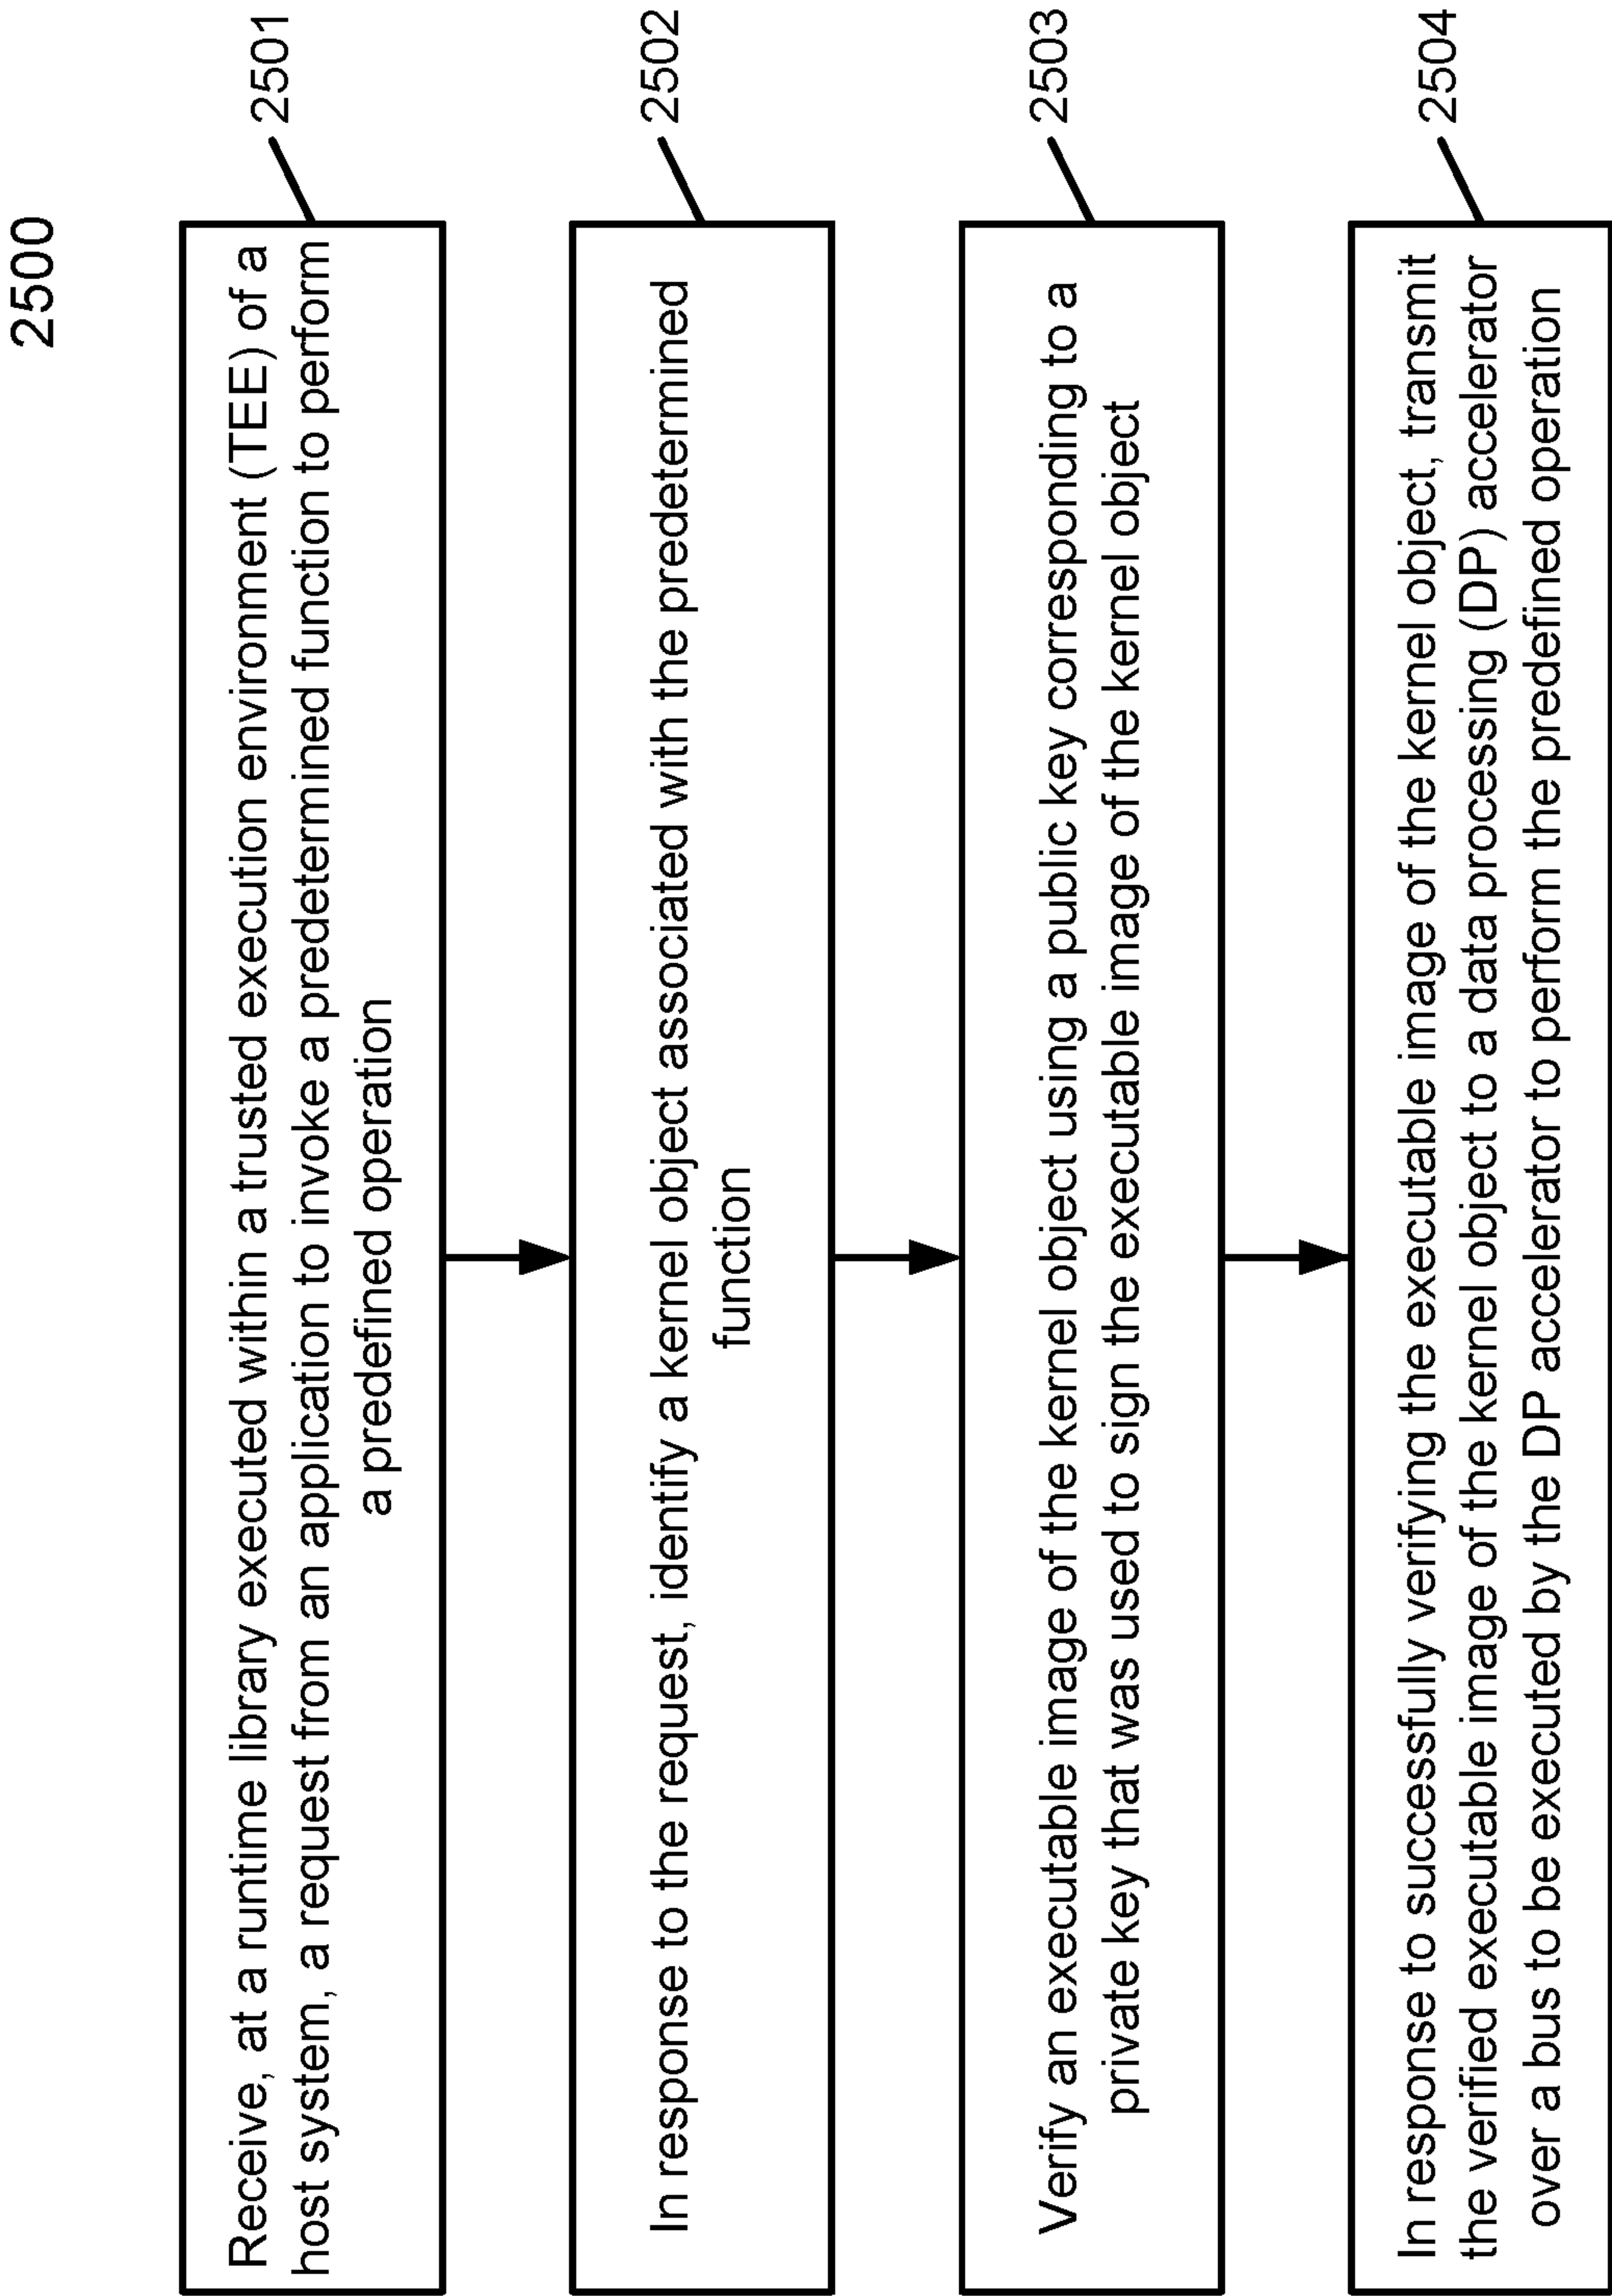 2500
Receive, at a runtime library executed within a trusted execution environment (TEE) of a
host system, a request from an application to invoke a predetermined function to perform
a predefined operation
2501
In response to the request, identify a kernel object associated with the predetermined
function
2502
Verify an executable image of the kernel object using a public key corresponding to a
private key that was used to sign the executable image of the kernel object
2503
In response to successfully verifying the executable image of the kernel object, transmit
the verified executable image of the kernel object to a data processing (DP) accelerator
over a bus to be executed by the DP accelerator to perform the predefined operation
2504